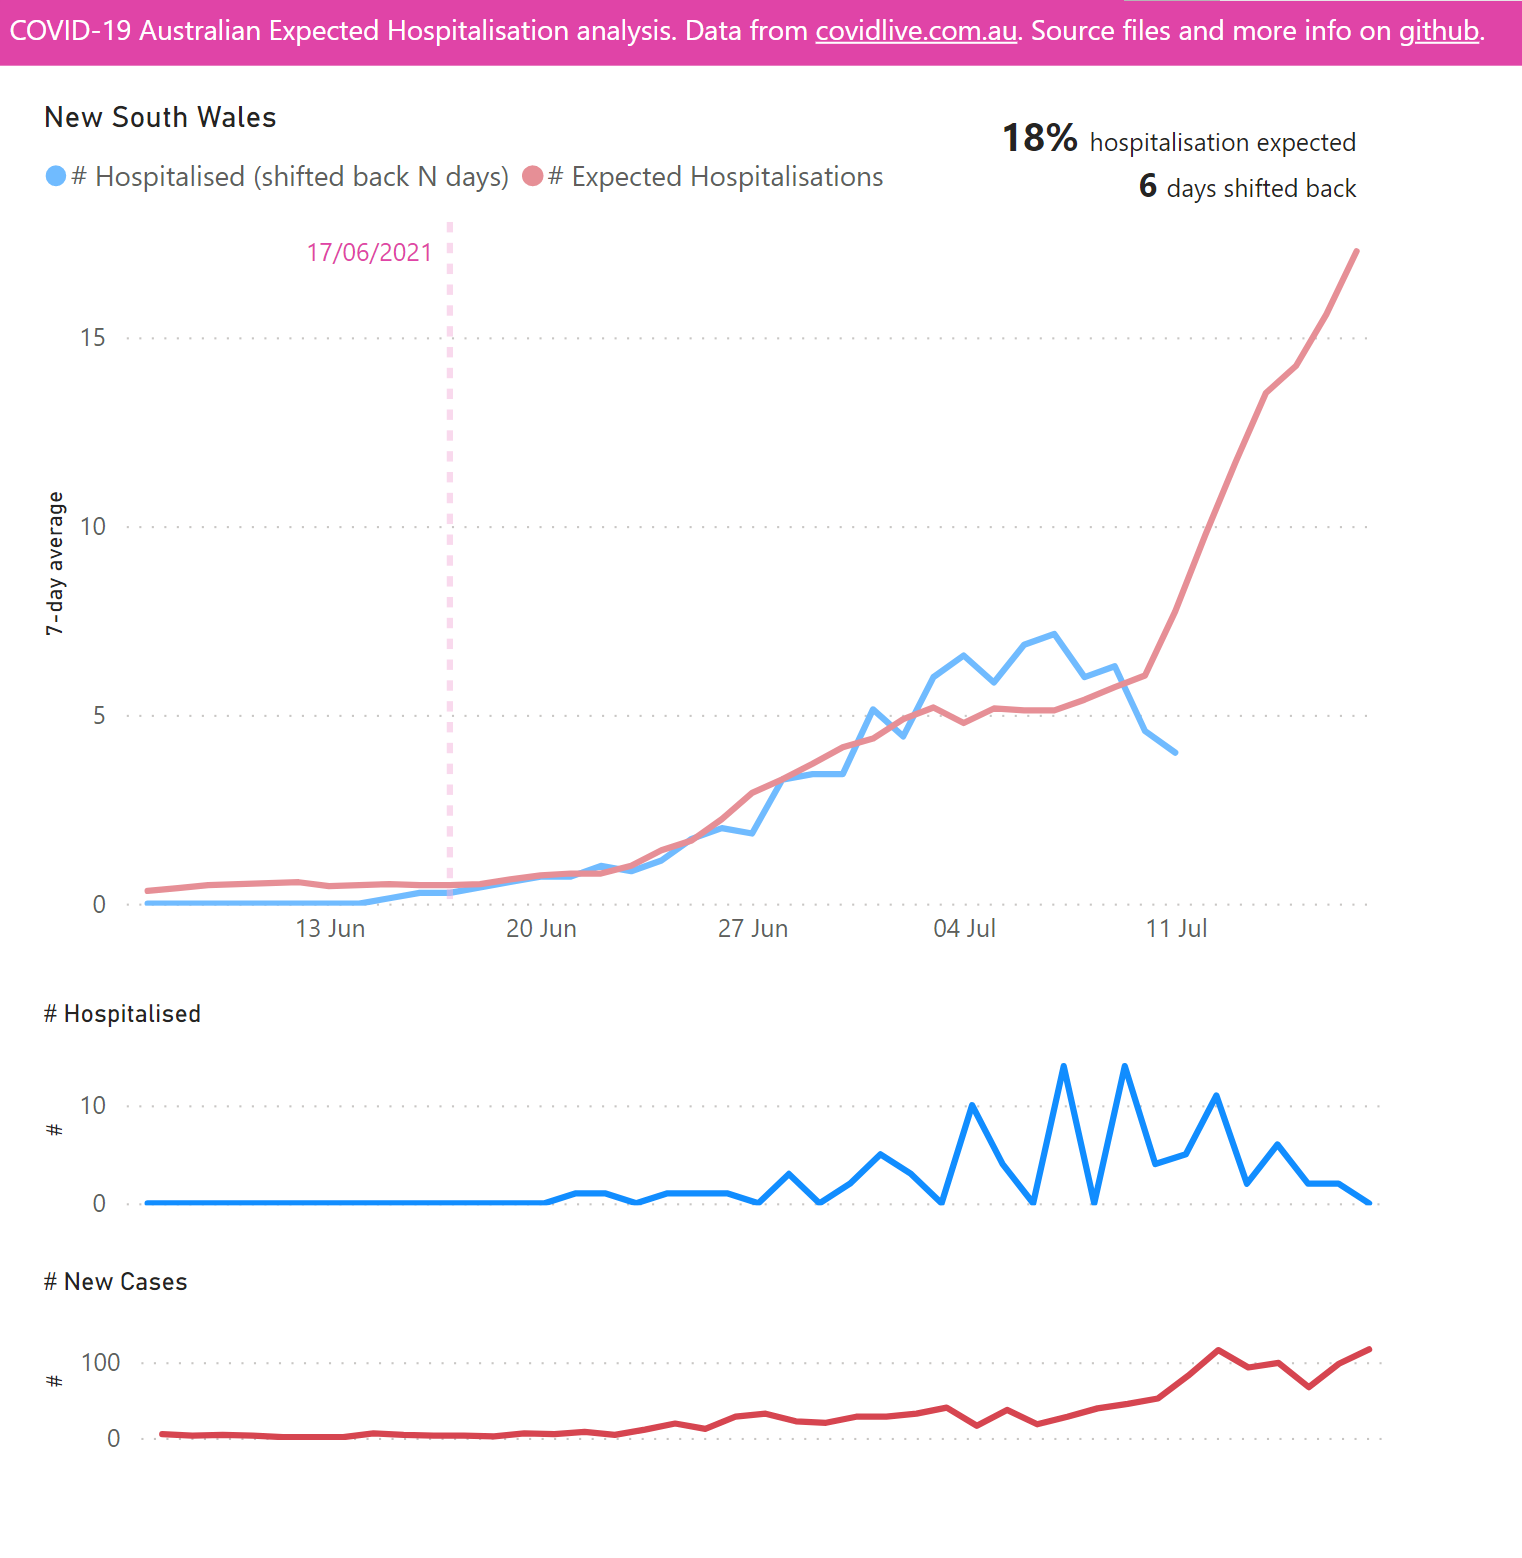 COVID-19 Australian Expected Hospitalisation analysis. Data from covidlive.com.au. Source files and more info on github.
New South Wales
18% hospitalisation expected
# Hospitalised (shifted back N days) # Expected Hospitalisations
6 days shifted back
17/06/2021
15
10
5
0
7-day average
13 Jun 20 Jun 27 Jun 04 Jul 11 Jul
# Hospitalised
10
#
0
# New Cases
100
#
0